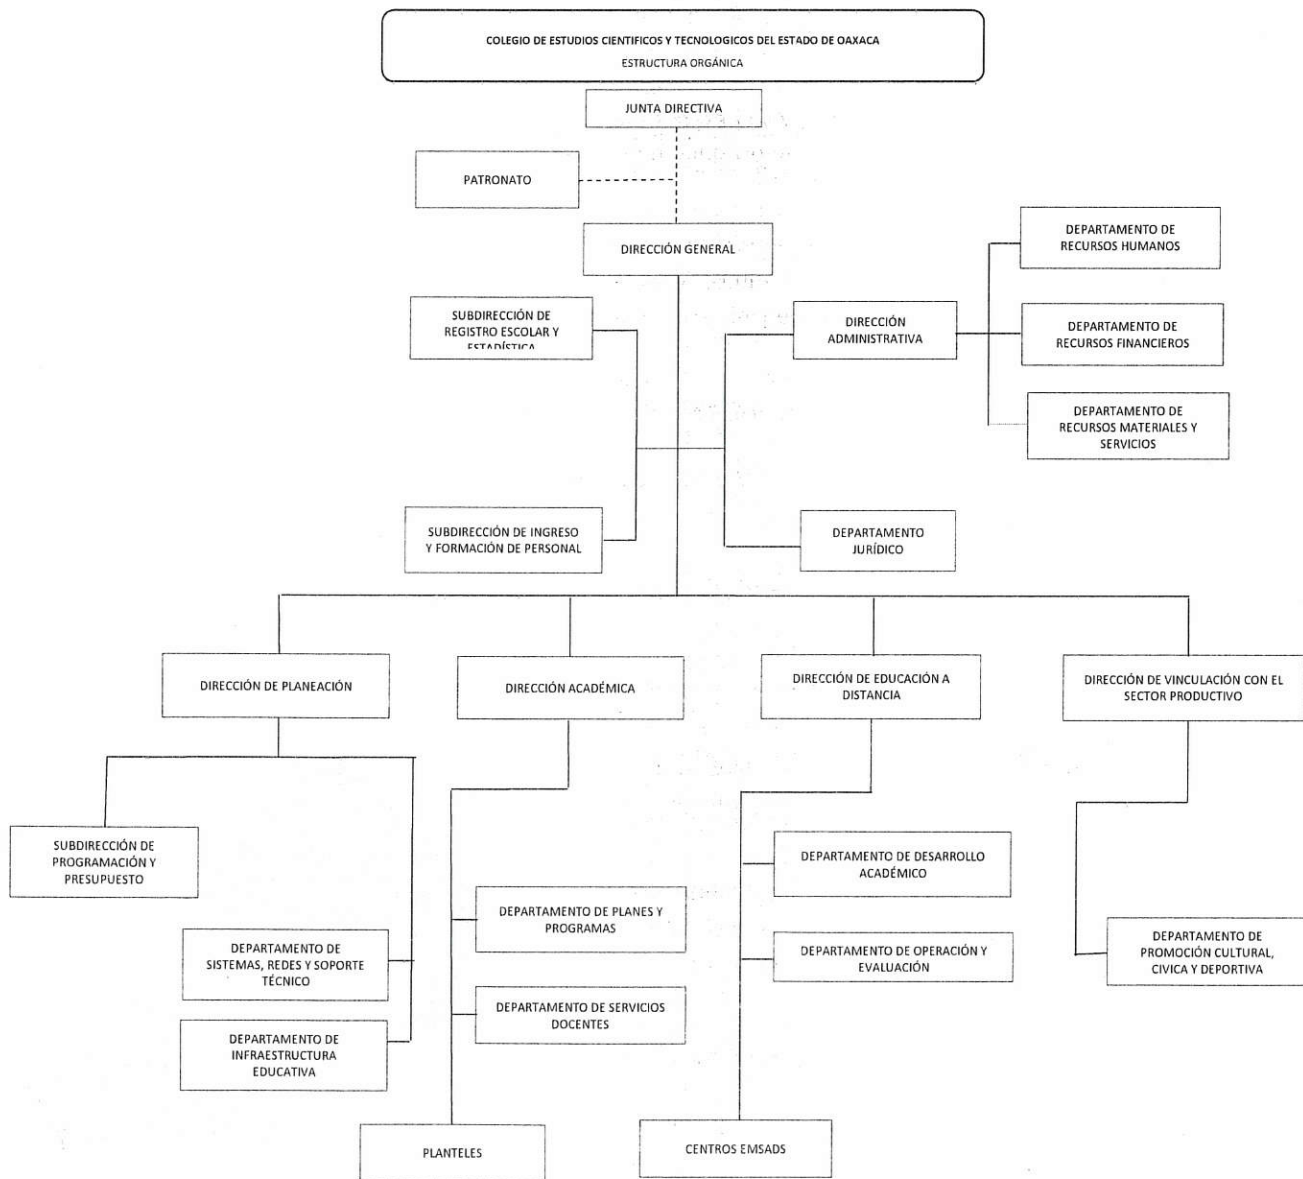 COLEGIO DE ESTUDIOS CIENTIFICOS Y TECNOLOGICOS DEL ESTADO DE OAXACA
ESTRUCTURA ORGÁNICA
JUNTA DIRECTIVA
PATRONATO
DIRECCIÓN GENERAL
DEPARTAMENTO DE
RECURSOS HUMANOS
SUBDIRECCIÓN DE
REGISTRO ESCOLAR Y
ESTADÍSTICA
DIRECCIÓN
ADMINISTRATIVA
DEPARTAMENTO DE
RECURSOS FINANCIEROS
DEPARTAMENTO DE
RECURSOS MATERIALES Y
SERVICIOS
SUBDIRECCIÓN DE INGRESO
Y FORMACIÓN DE PERSONAL
DEPARTAMENTO
JURÍDICO
DIRECCIÓN DE PLANEACIÓN
DIRECCIÓN ACADÉMICA
DIRECCIÓN DE EDUCACIÓN A
DISTANCIA
DIRECCIÓN DE VINCULACIÓN CON EL
SECTOR PRODUCTIVO
SUBDIRECCIÓN DE
PROGRAMACIÓN Y
PRESUPUESTO
DEPARTAMENTO DE
SISTEMAS, REDES Y SOPORTE
TÉCNICO
DEPARTAMENTO DE
INFRAESTRUCTURA
EDUCATIVA
DEPARTAMENTO DE PLANES Y
PROGRAMAS
DEPARTAMENTO DE SERVICIOS
DOCENTES
PLANTELES
DEPARTAMENTO DE DESARROLLO
ACADÉMICO
DEPARTAMENTO DE OPERACIÓN Y
EVALUACIÓN
CENTROS EMSADS
DEPARTAMENTO DE
PROMOCIÓN CULTURAL,
CIVICA Y DEPORTIVA